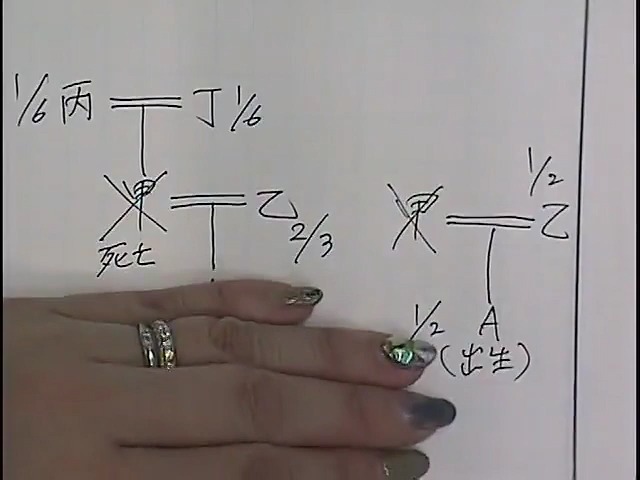 1/6 丙 丁 1/6
甲 乙 2/3
死亡
甲 乙 1/2
1/2 A
(出生)